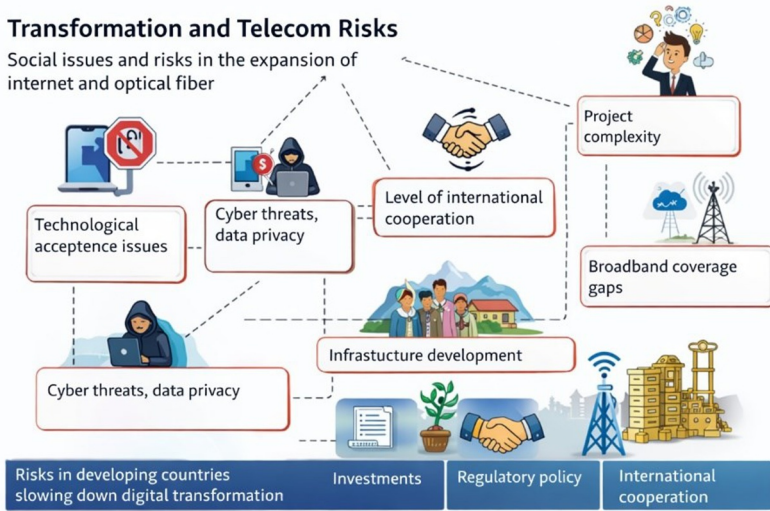 Transformation and Telecom Risks
Social issues and risks in the expansion of
internet and optical fiber
Project
complexity
Technological
acceptence issues
Cyber threats,
data privacy
Level of international
cooperation
Broadband coverage
gaps
Infrastucture development
Cyber threats, data privacy
Risks in developing countries
slowing down digital transformation
Investments
Regulatory policy
International
cooperation